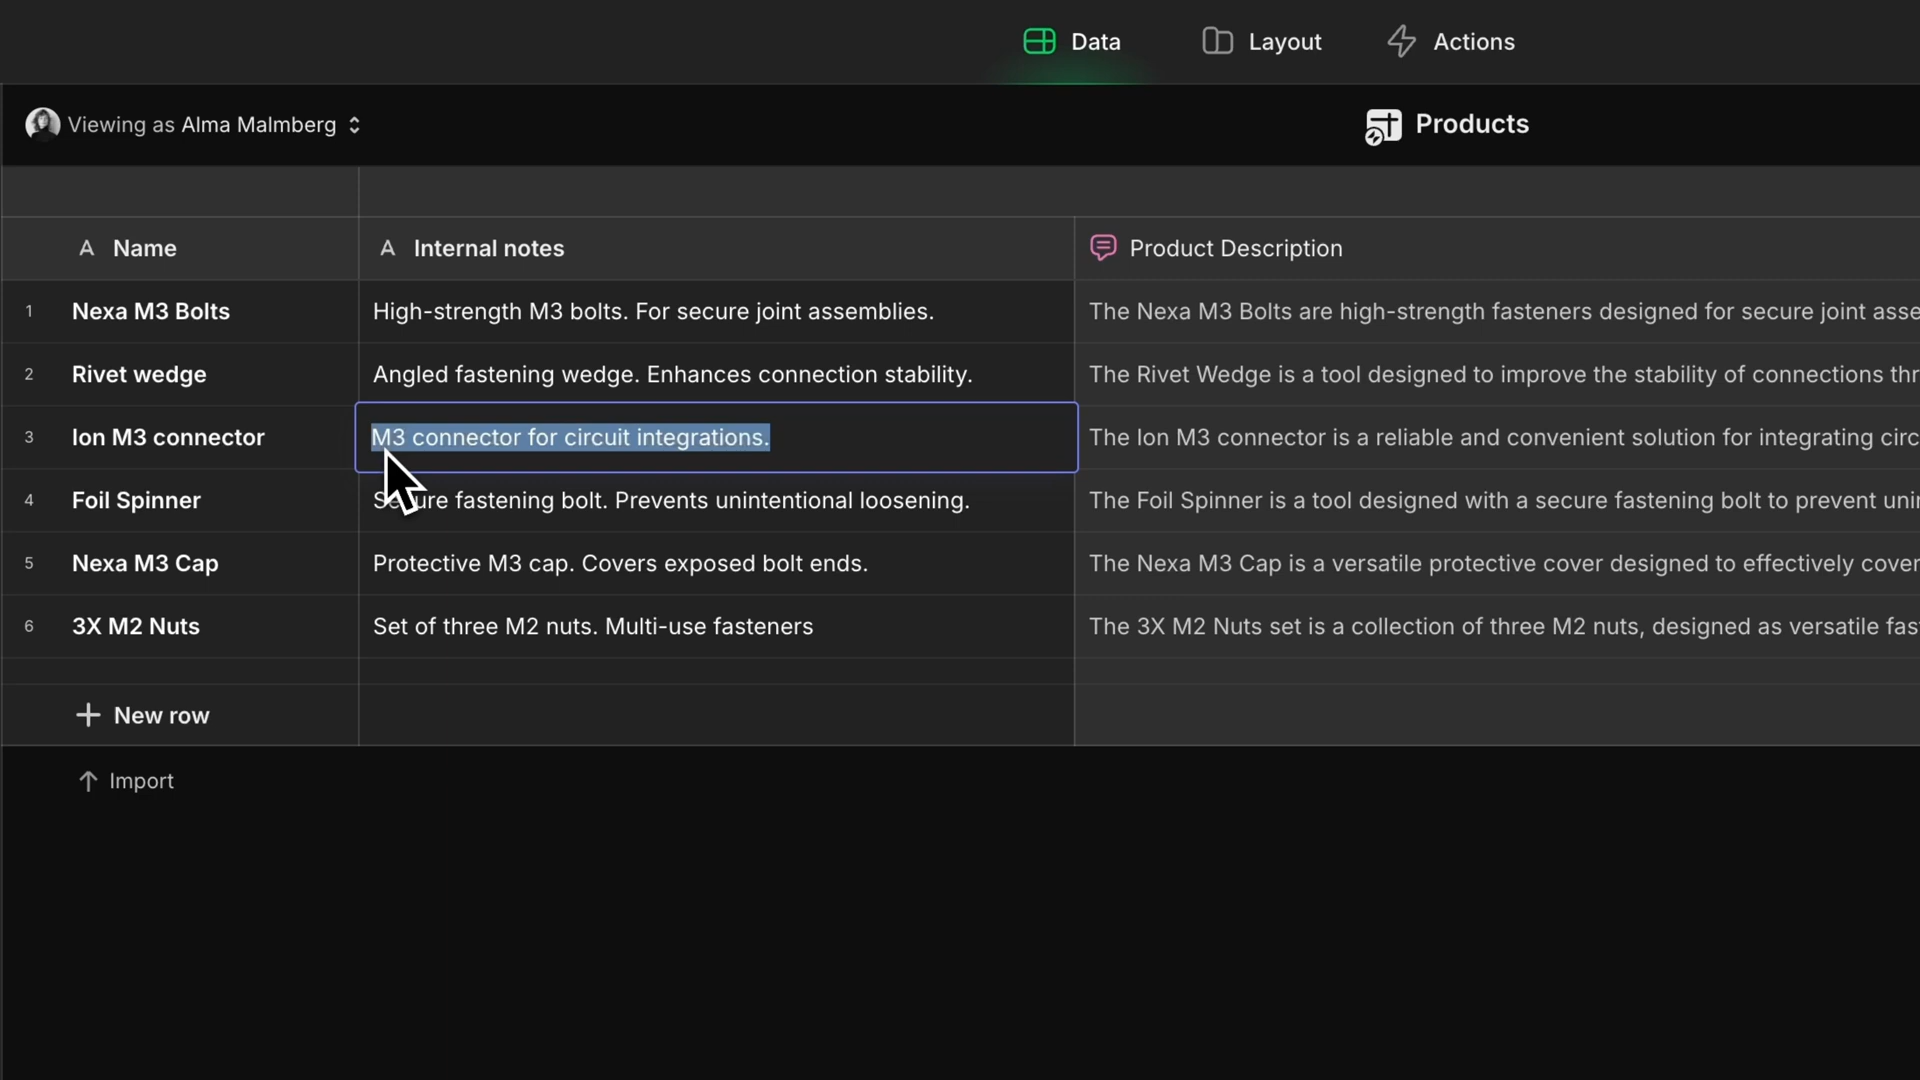 Data Layout Actions
Viewing as Alma Malmberg
Products
Name Internal notes Product Description
1 Nexa M3 Bolts High-strength M3 bolts. For secure joint assemblies. The Nexa M3 Bolts are high-strength fasteners designed for secure joint asse
2 Rivet wedge Angled fastening wedge. Enhances connection stability. The Rivet Wedge is a tool designed to improve the stability of connections thr
3 Ion M3 connector M3 connector for circuit integrations. The Ion M3 connector is a reliable and convenient solution for integrating circ
4 Foil Spinner fastening bolt. Prevents unintentional loosening. The Foil Spinner is a tool designed with a secure fastening bolt to prevent unin
5 Nexa M3 Cap Protective M3 cap. Covers exposed bolt ends. The Nexa M3 Cap is a versatile protective cover designed to effectively cover
6 3X M2 Nuts Set of three M2 nuts. Multi-use fasteners The 3X M2 Nuts set is a collection of three M2 nuts, designed as versatile fas
New row
Import